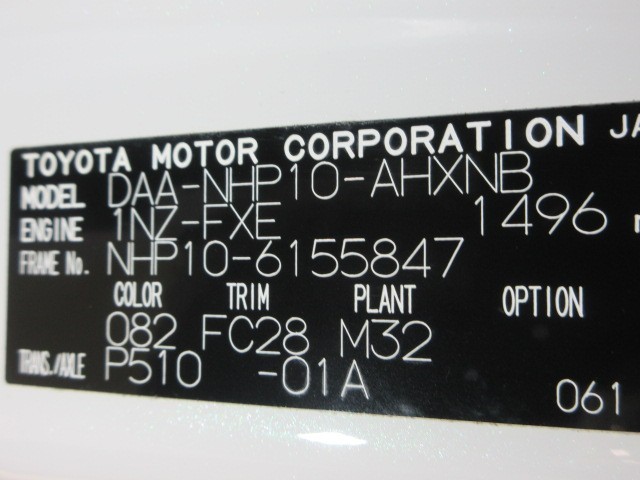 TOYOTA MOTOR CORPORATION JA
MODEL DAA-NHP10-AHXNB
ENGINE 1NZ-FXE 1496
FRAME No. NHP10-6155847
COLOR TRIM PLANT OPTION
082 FC28 M32
TRANS./AXLE P510 -01A
061